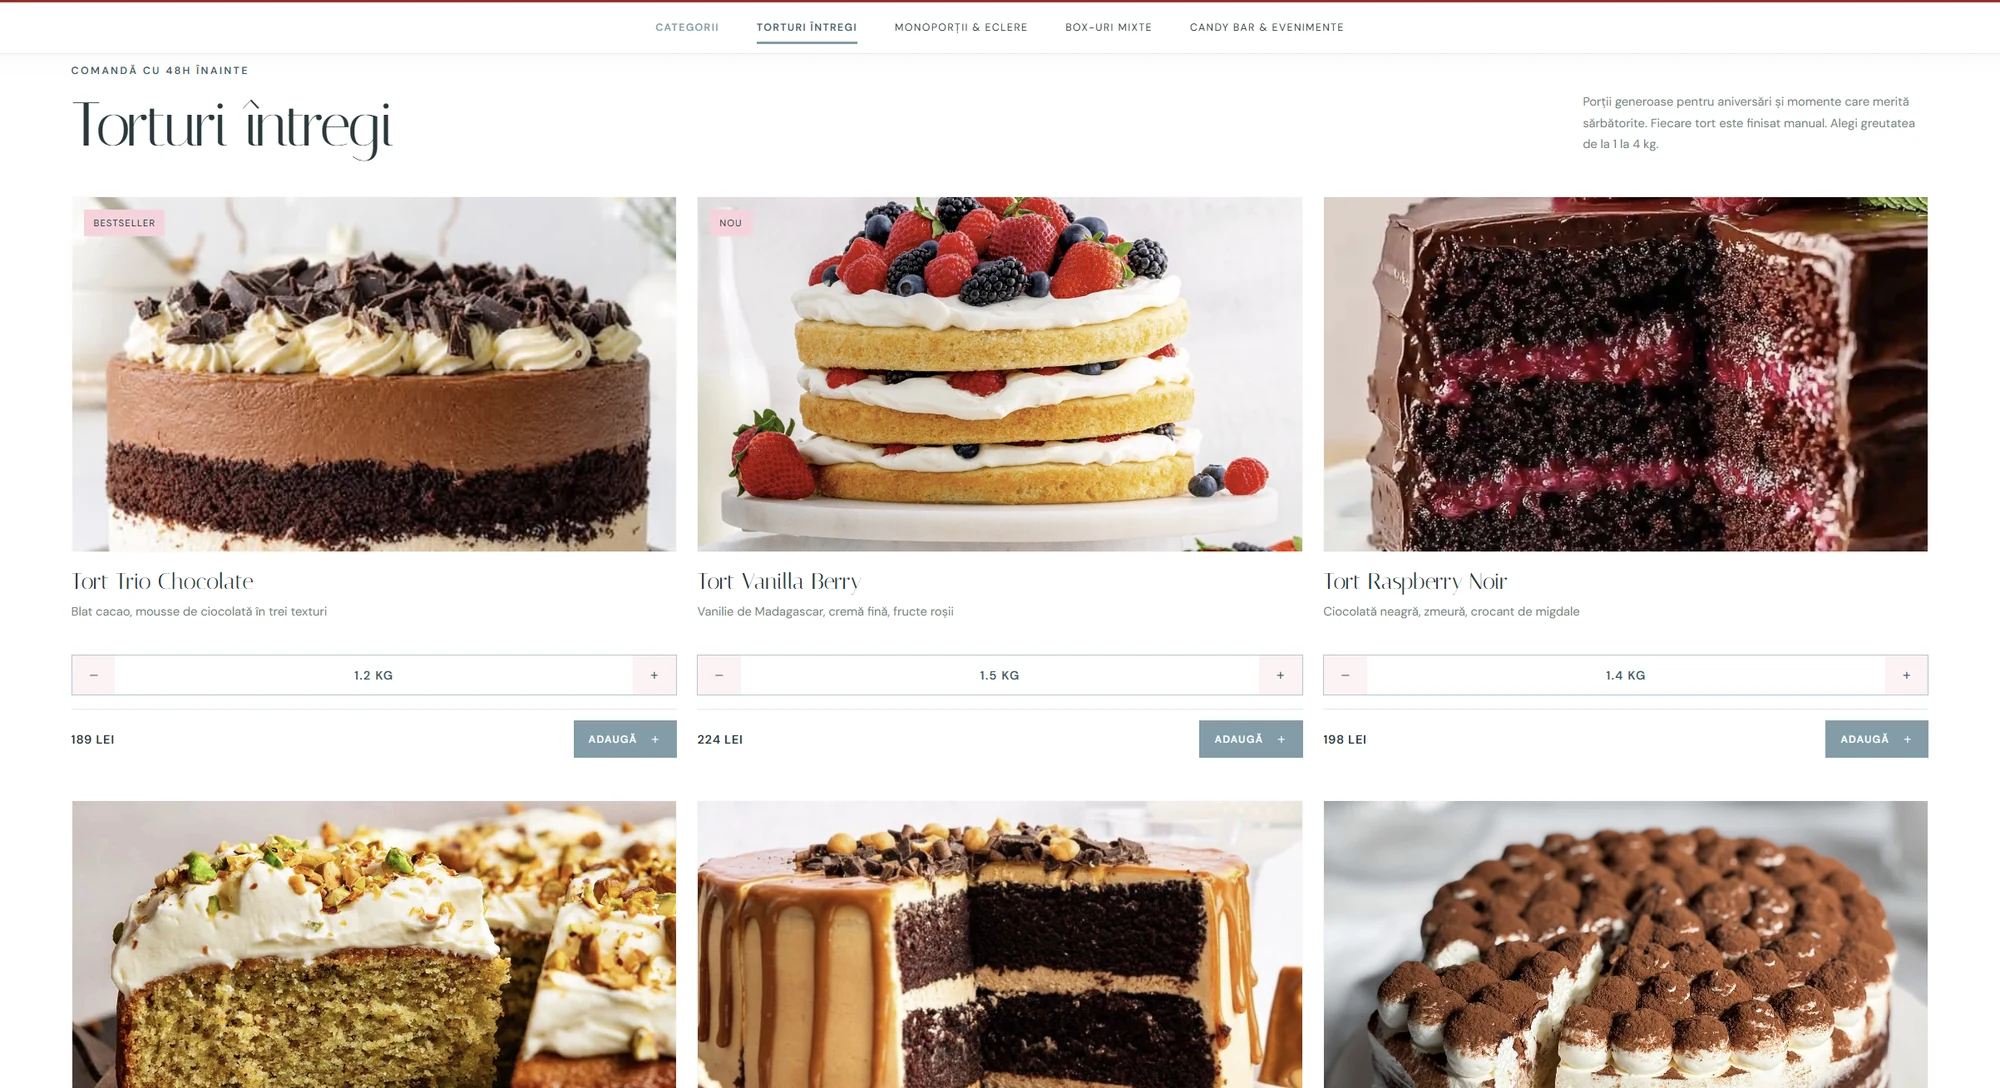 CATEGORII TORTURI ÎNTREGI MONOPORȚII & ECLERE BOX-URI MIXTE CANDY BAR & EVENIMENTE
COMANDĂ CU 48H ÎNAINTE
Torturi întregi
Porții generoase pentru aniversări și momente care merită
sărbătorite. Fiecare tort este finisat manual. Alegi greutatea
de la 1 la 4 kg.
BESTSELLER
NOU
Tort Trio Chocolate
Blat cacao, mousse de ciocolată în trei texturi
− 1.2 KG +
189 LEI ADAUGĂ +
Tort Vanilla Berry
Vanilie de Madagascar, cremă fină, fructe roșii
− 1.5 KG +
224 LEI ADAUGĂ +
Tort Raspberry Noir
Ciocolată neagră, zmeură, crocant de migdale
− 1.4 KG +
198 LEI ADAUGĂ +